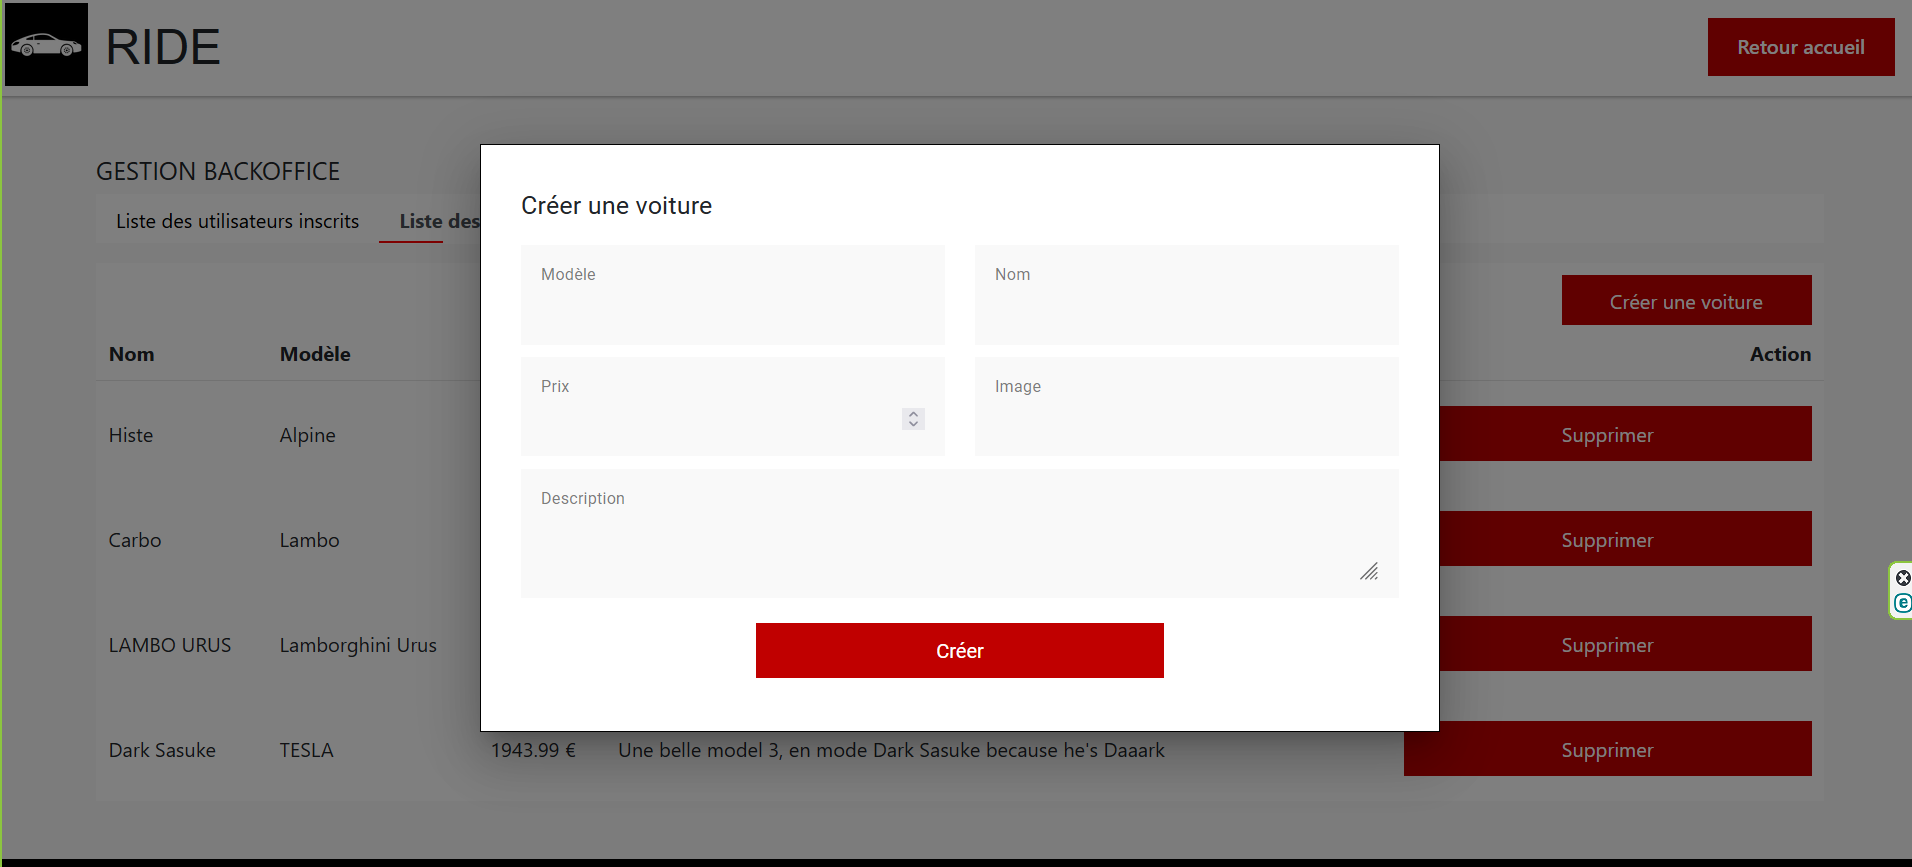 RIDE
Retour accueil
GESTION BACKOFFICE
Liste des utilisateurs inscrits
Liste des
Créer une voiture
Modèle
Nom
Créer une voiture
Nom
Modèle
Action
Prix
Image
Histe
Alpine
Supprimer
Description
Carbo
Lambo
Supprimer
LAMBO URUS
Lamborghini Urus
Créer
Supprimer
Dark Sasuke
TESLA
1943.99 €
Une belle model 3, en mode Dark Sasuke because he's Daaark
Supprimer
e